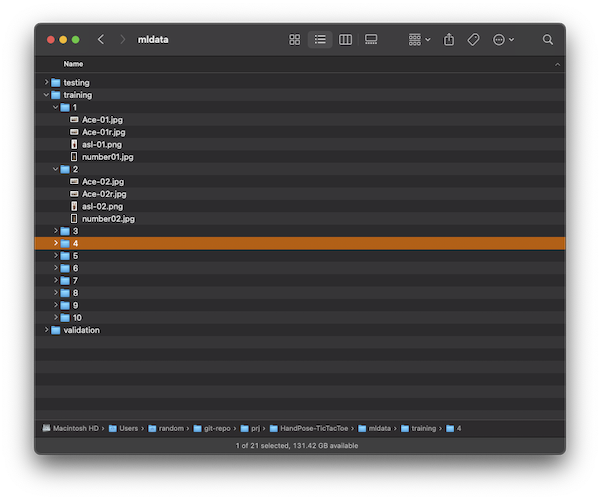 mldata
Name
testing
training
1
Ace-01.jpg
Ace-01r.jpg
asl-01.png
number01.jpg
2
Ace-02.jpg
Ace-02r.jpg
asl-02.png
number02.jpg
3
4
5
6
7
8
9
10
validation
Macintosh HD › Users › random › git-repo › prj › HandPose-TicTacToe › mldata › training › 4
1 of 21 selected, 131.42 GB available